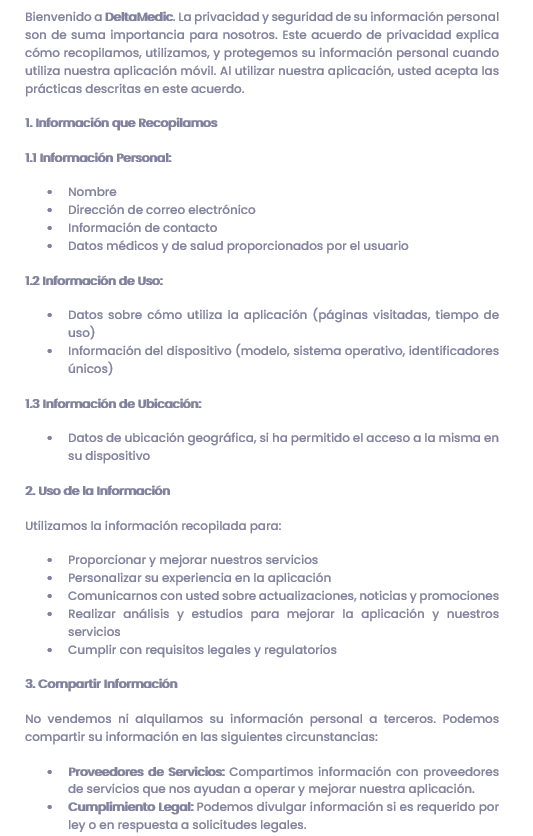 Bienvenido a DeltaMedic. La privacidad y seguridad de su información personal
son de suma importancia para nosotros. Este acuerdo de privacidad explica
cómo recopilamos, utilizamos, y protegemos su información personal cuando
utiliza nuestra aplicación móvil. Al utilizar nuestra aplicación, usted acepta las
prácticas descritas en este acuerdo.
1. Información que Recopilamos
1.1 Información Personal:
• Nombre
• Dirección de correo electrónico
• Información de contacto
• Datos médicos y de salud proporcionados por el usuario
1.2 Información de Uso:
• Datos sobre cómo utiliza la aplicación (páginas visitadas, tiempo de
uso)
• Información del dispositivo (modelo, sistema operativo, identificadores
únicos)
1.3 Información de Ubicación:
• Datos de ubicación geográfica, si ha permitido el acceso a la misma en
su dispositivo
2. Uso de la Información
Utilizamos la información recopilada para:
• Proporcionar y mejorar nuestros servicios
• Personalizar su experiencia en la aplicación
• Comunicarnos con usted sobre actualizaciones, noticias y promociones
• Realizar análisis y estudios para mejorar la aplicación y nuestros
servicios
• Cumplir con requisitos legales y regulatorios
3. Compartir Información
No vendemos ni alquilamos su información personal a terceros. Podemos
compartir su información en las siguientes circunstancias:
• Proveedores de Servicios: Compartimos información con proveedores
de servicios que nos ayudan a operar y mejorar nuestra aplicación.
• Cumplimiento Legal: Podemos divulgar información si es requerido por
ley o en respuesta a solicitudes legales.